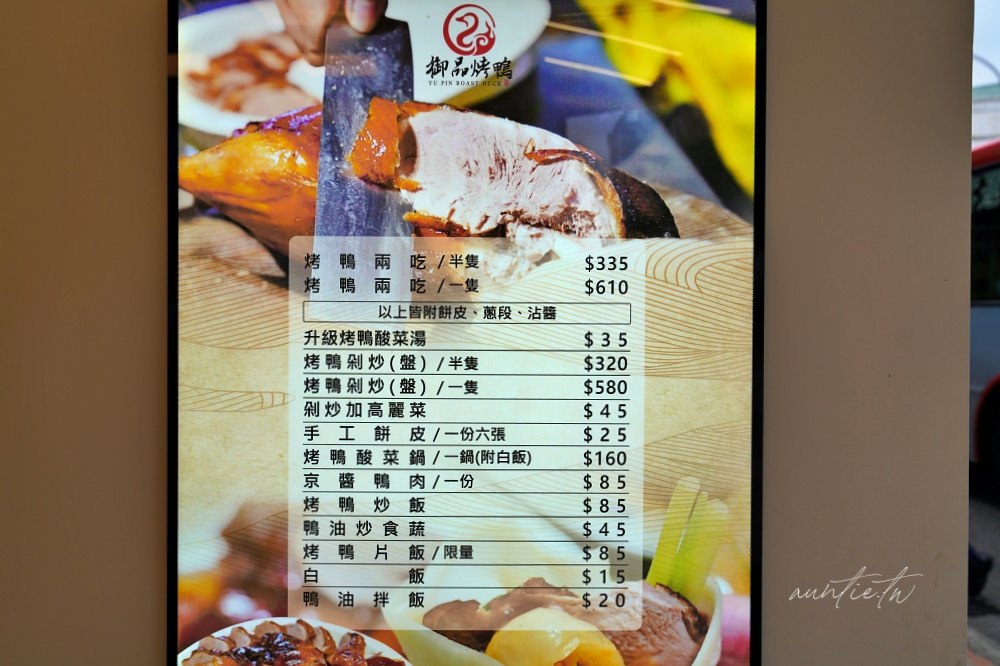 御品烤鴨
YU PIN ROAST DUCK
烤鴨兩吃/半隻 $335
烤鴨兩吃/一隻 $610
以上皆附餅皮、蔥段、沾醬
升級烤鴨酸菜湯 $35
烤鴨剁炒(盤)/半隻 $320
烤鴨剁炒(盤)/一隻 $580
剁炒加高麗菜 $45
手工餅皮/一份六張 $25
烤鴨酸菜鍋/一鍋(附白飯) $160
京醬鴨肉/一份 $85
烤鴨炒飯 $85
鴨油炒食蔬 $45
烤鴨片飯/限量 $85
白飯 $15
鴨油拌飯 $20
auntie.tw